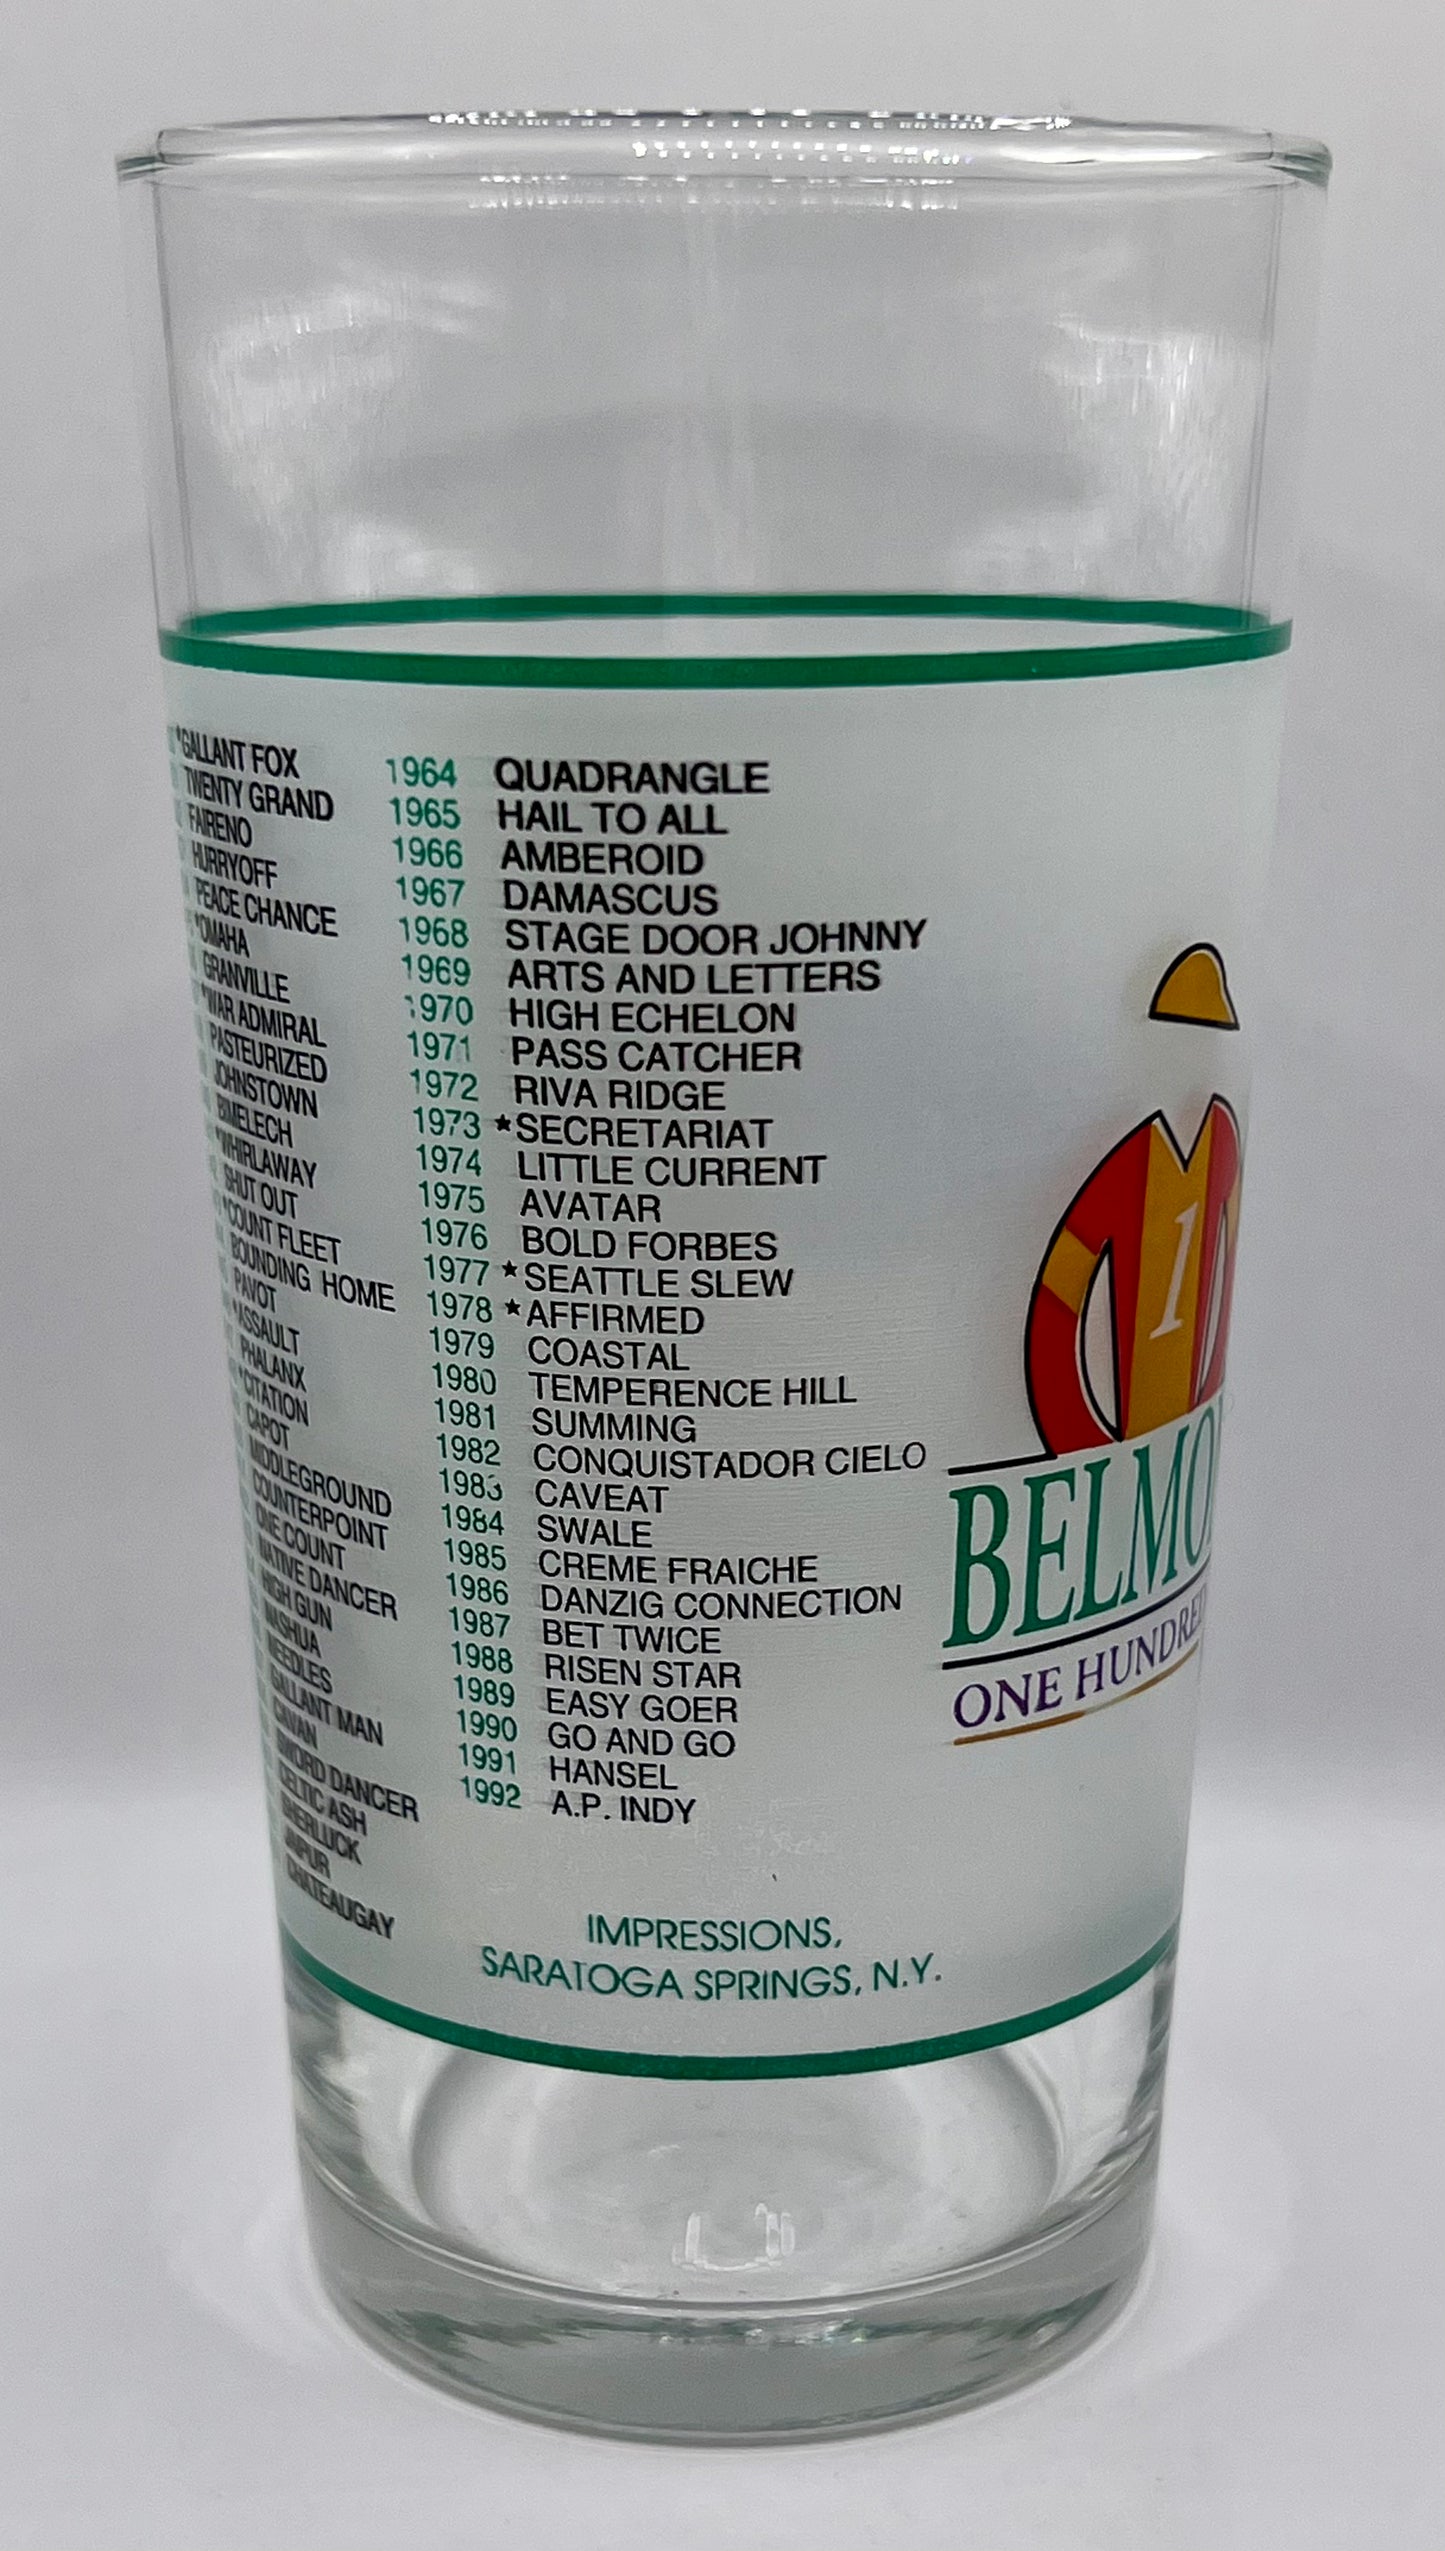 *GALLANT FOX
TWENTY GRAND
FAIRENO
HURRYOFF
PEACE CHANCE
*OMAHA
GRANVILLE
*WAR ADMIRAL
PASTEURIZED
JOHNSTOWN
BIMELECH
*WHIRLAWAY
SHUT OUT
*COUNT FLEET
BOUNDING HOME
PAVOT
*ASSAULT
PHALANX
*CITATION
CAPOT
MIDDLEGROUND
COUNTERPOINT
ONE COUNT
NATIVE DANCER
HIGH GUN
NASHUA
NEEDLES
GALLANT MAN
CAVAN
SWORD DANCER
CELTIC ASH
SHERLUCK
JAIPUR
CHATEAUGAY
1964 QUADRANGLE
1965 HAIL TO ALL
1966 AMBEROID
1967 DAMASCUS
1968 STAGE DOOR JOHNNY
1969 ARTS AND LETTERS
1970 HIGH ECHELON
1971 PASS CATCHER
1972 RIVA RIDGE
1973 ★SECRETARIAT
1974 LITTLE CURRENT
1975 AVATAR
1976 BOLD FORBES
1977 ★SEATTLE SLEW
1978 ★AFFIRMED
1979 COASTAL
1980 TEMPERENCE HILL
1981 SUMMING
1982 CONQUISTADOR CIELO
1983 CAVEAT
1984 SWALE
1985 CREME FRAICHE
1986 DANZIG CONNECTION
1987 BET TWICE
1988 RISEN STAR
1989 EASY GOER
1990 GO AND GO
1991 HANSEL
1992 A.P. INDY
IMPRESSIONS,
SARATOGA SPRINGS, N.Y.
1
BELMO
ONE HUNDRED